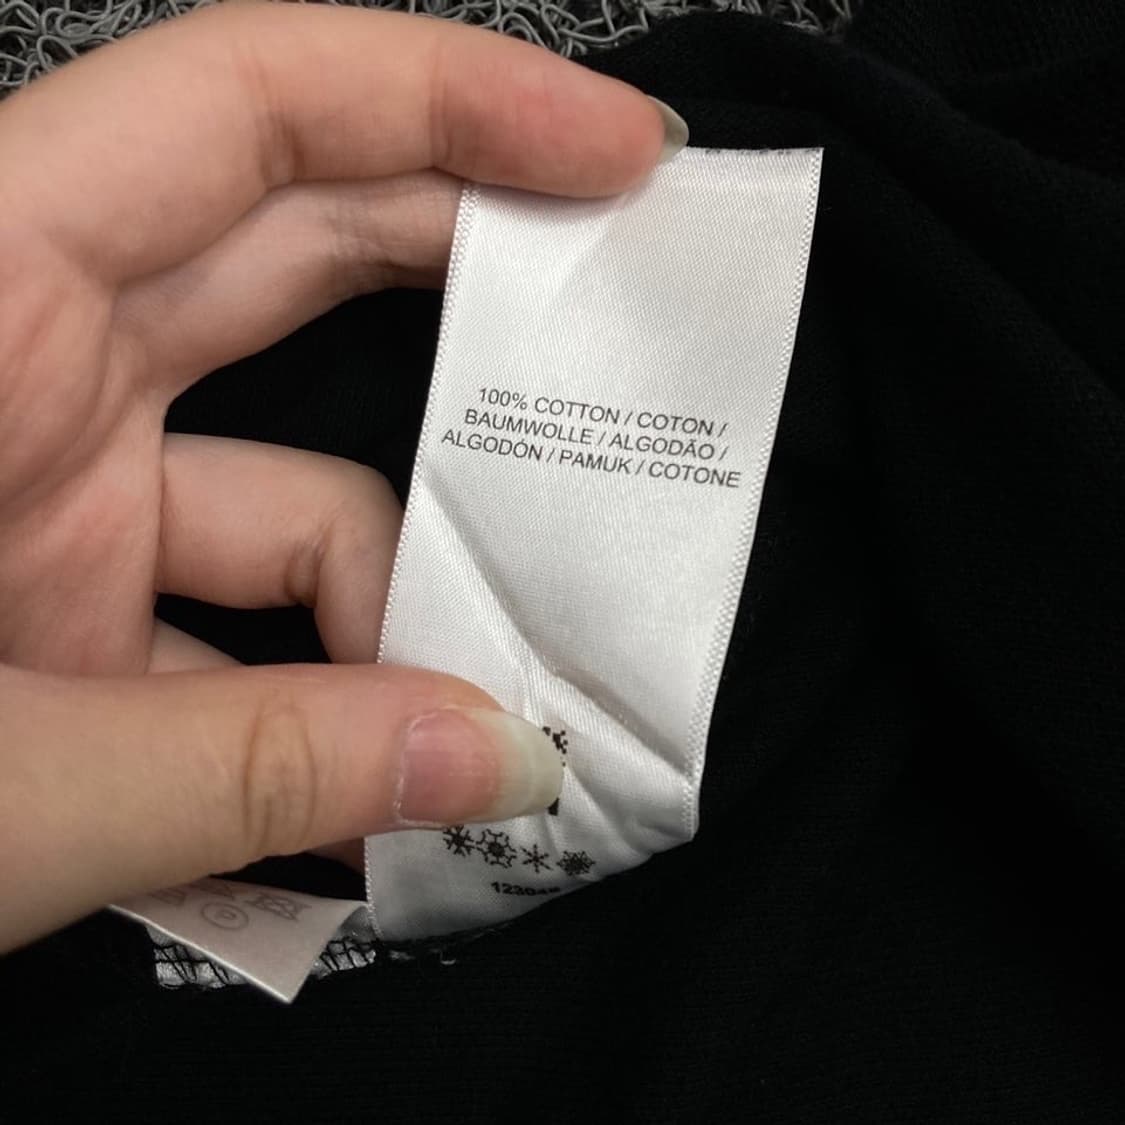 100% COTTON / COTON /
BAUMWOLLE / ALGODÃO /
ALGODÓN / PAMUK / COTONE